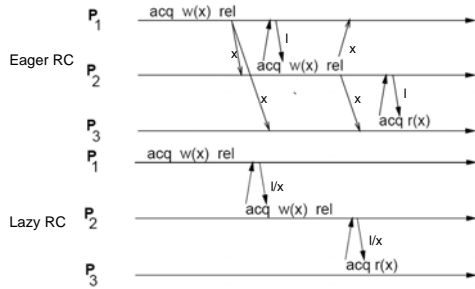 P1 acq w(x) rel
x l x
Eager RC
P2 acq w(x) rel
x x l
P3 acq r(x)
P1 acq w(x) rel
l/x
Lazy RC
P2 acq w(x) rel
l/x
P3 acq r(x)